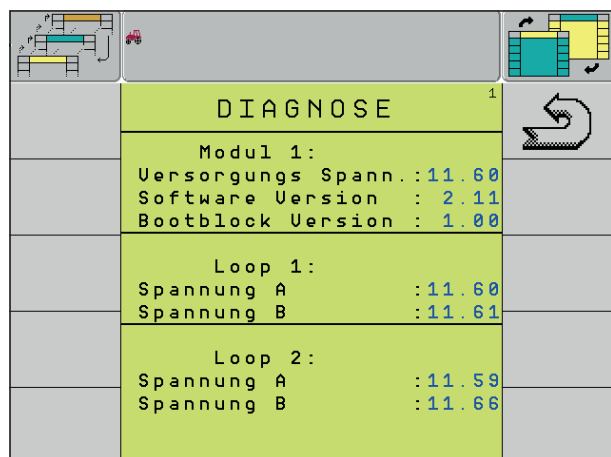 DIAGNOSE
1
Modul 1:
Versorgungs Spann.:11.60
Software Version : 2.11
Bootblock Version : 1.00
Loop 1:
Spannung A :11.60
Spannung B :11.61
Loop 2:
Spannung A :11.59
Spannung B :11.66